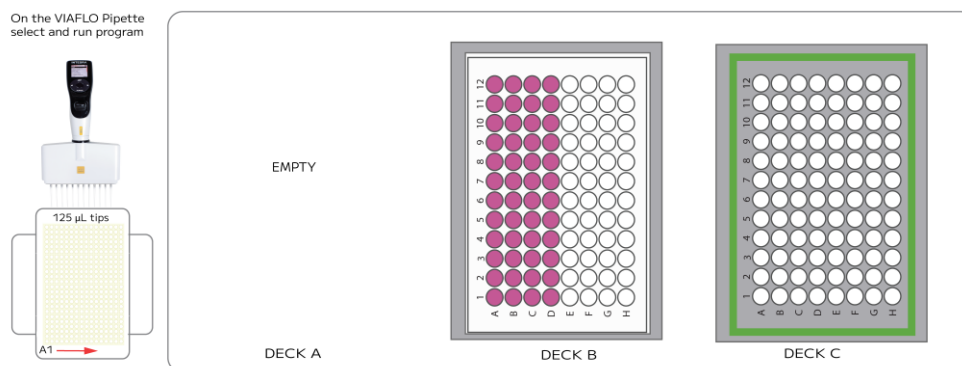 On the VIAFLO Pipette
select and run program
125 µL tips
A1
EMPTY
DECK A
12
11
10
9
8
7
6
5
4
3
2
1
A B C D E F G H
DECK B
12
11
10
9
8
7
6
5
4
3
2
1
A B C D E F G H
DECK C